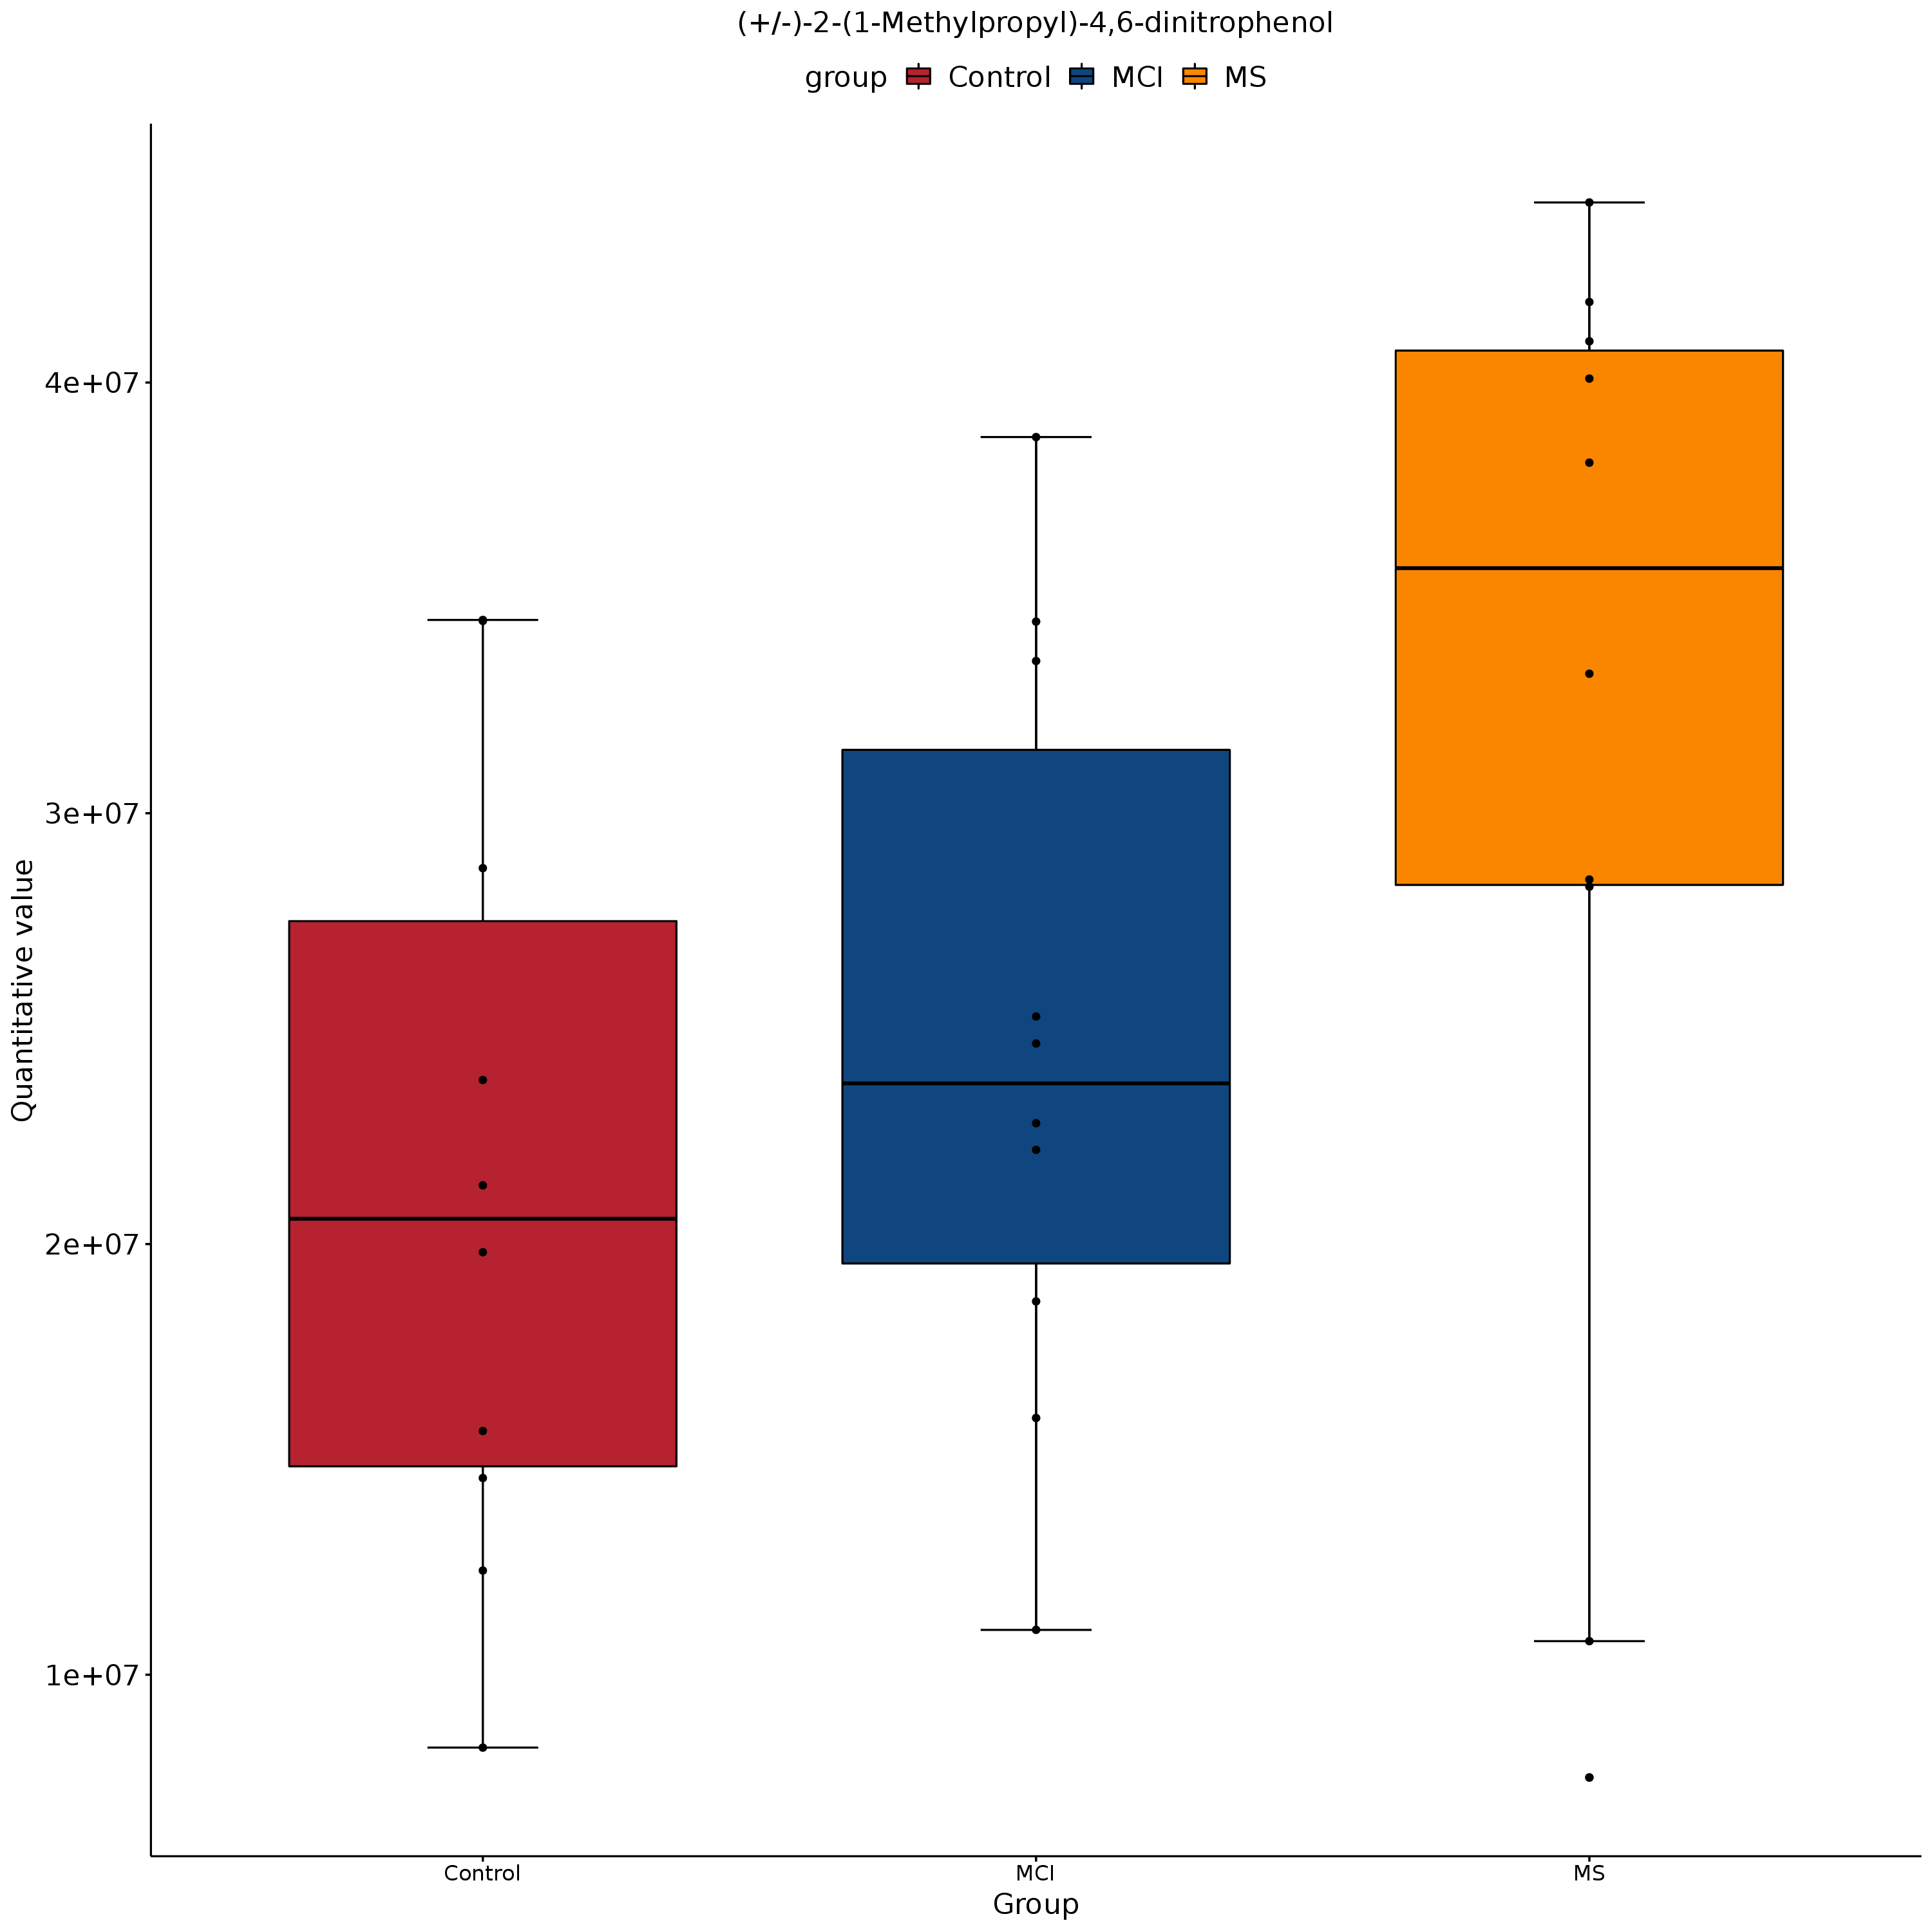 (+/-)-2-(1-Methylpropyl)-4,6-dinitrophenol
group Control MCI MS
4e+07
3e+07
2e+07
1e+07
Quantitative value
Control MCI MS
Group